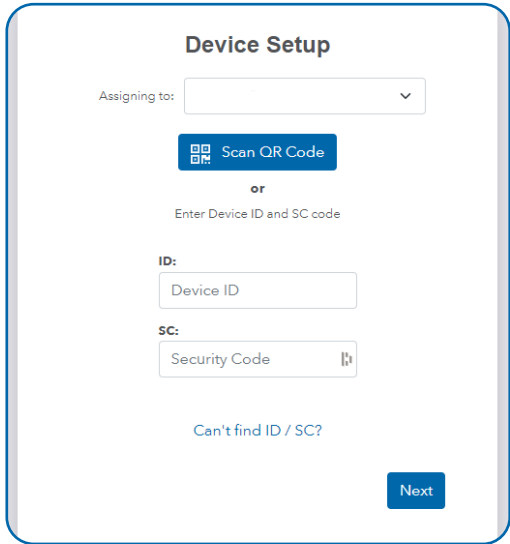 Device Setup
Assigning to:
Scan QR Code
or
Enter Device ID and SC code
ID:
Device ID
SC:
Security Code
Can't find ID / SC?
Next